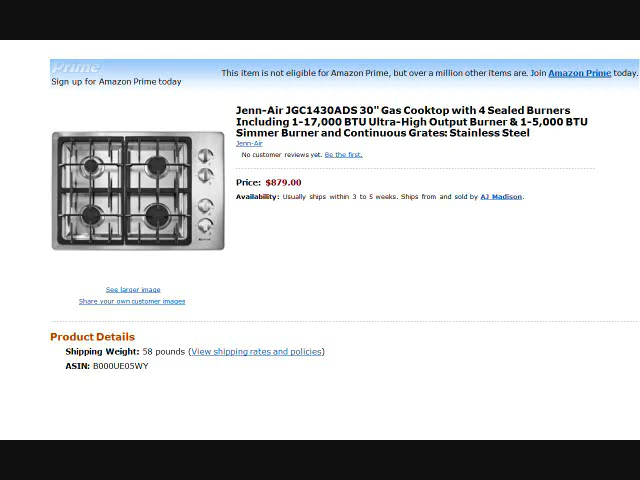 Prime
Sign up for Amazon Prime today
This item is not eligible for Amazon Prime, but over a million other items are. Join Amazon Prime today.
Jenn-Air JGC1430ADS 30" Gas Cooktop with 4 Sealed Burners
Including 1-17,000 BTU Ultra-High Output Burner & 1-5,000 BTU
Simmer Burner and Continuous Grates: Stainless Steel
Jenn-Air
No customer reviews yet. Be the first.
Price: $879.00
Availability: Usually ships within 3 to 5 weeks. Ships from and sold by AJ Madison.
See larger image
Share your own customer images
Product Details
Shipping Weight: 58 pounds (View shipping rates and policies)
ASIN: B000UE05WY